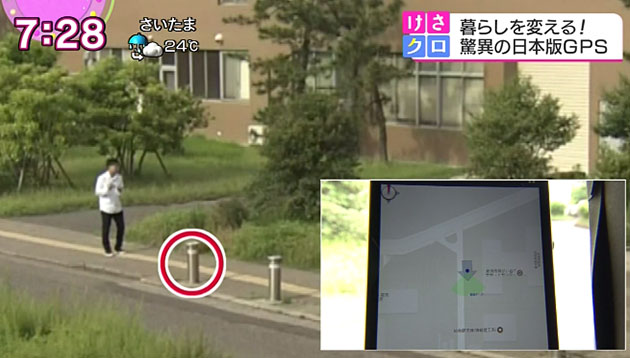 7:28
さいたま
24℃
けさ
クロ
暮らしを変える!
驚異の日本版GPS